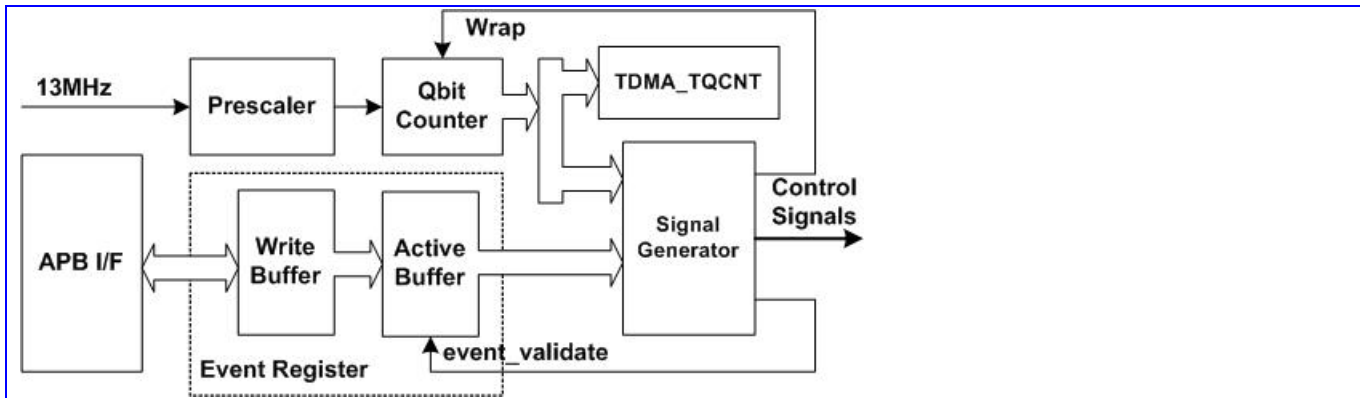 Wrap
13MHz
Prescaler
Qbit
Counter
TDMA_TQCNT
APB I/F
Write
Buffer
Active
Buffer
Signal
Generator
Control
Signals
event_validate
Event Register